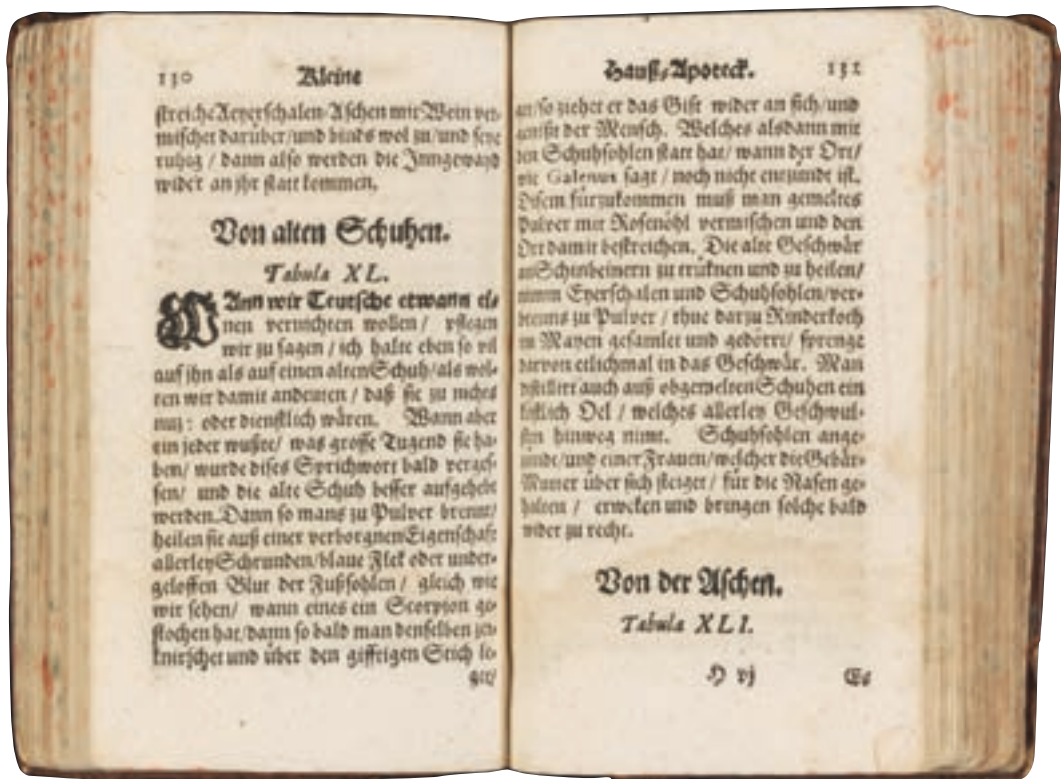 130 Kleine
streiche Aeyerschalen-Aschen mit Wein ver-
mischet darüber/und binds wol zu/und seye
ruhig / dann also werden die Inngewayd
wider an ihr statt kommen.
Von alten Schuhen.
Tabula XL.
WAnn wir Teutsche etwann ei-
nen vernichten wollen / pflegen
wir zu sagen / ich halte eben so vil
auf ihn als auf einen alten Schuh/als wol-
ten wir damit andeuten / daß sie zu nichts
nutz: oder dienstlich wären. Wann aber
ein jeder wußte/ was grosse Tugend sie ha-
ben/ wurde dises Sprichwort bald verges-
sen/ und die alte Schuh besser aufgehebt
werden. Dann so mans zu Pulver brennt/
heilen sie auß einer verborgnen Eigenschaft
allerley Schrunden/blaue Flek oder under-
geloffen Blut der Fußsohlen / gleich wie
wir sehen/ wann eines ein Scorpion ge-
stochen hat/dann so bald man denselben zer-
knirschet und über den gifftigen Stich le-
get/
Hauß-Apoteck. 131
an/so ziehet er das Gift wider an sich/und
genißt der Mensch. Welches alsdann mit
den Schuhsohlen statt hat/ wann der Ort/
wie Galenus sagt / noch nicht entzündt ist.
Disem fürzukommen muß man gemeltes
Pulver mit Rosenöhl vermischen und den
Ort damit bestreichen. Die alte Geschwär
an Schinbeinern zu trüknen und zu heilen/
nimm Eyerschalen und Schuhsohlen/ver-
brenns zu Pulver / thue darzu Rinderkoth
im Mayen gesamlet und gedörrt/ sprenge
darvon etlichmal in das Geschwär. Man
distillirt auch auß obgemelten Schuhen ein
köstlich Oel / welches allerley Geschwul-
sten hinweg nimt. Schuhsohlen ange-
zündt/und einer Frauen/welcher die Gebär-
Mutter über sich steiget / für die Nasen ge-
halten / erweken und bringen solche bald
wider zu recht.
Von der Aschen.
Tabula XLI.
H vj Es